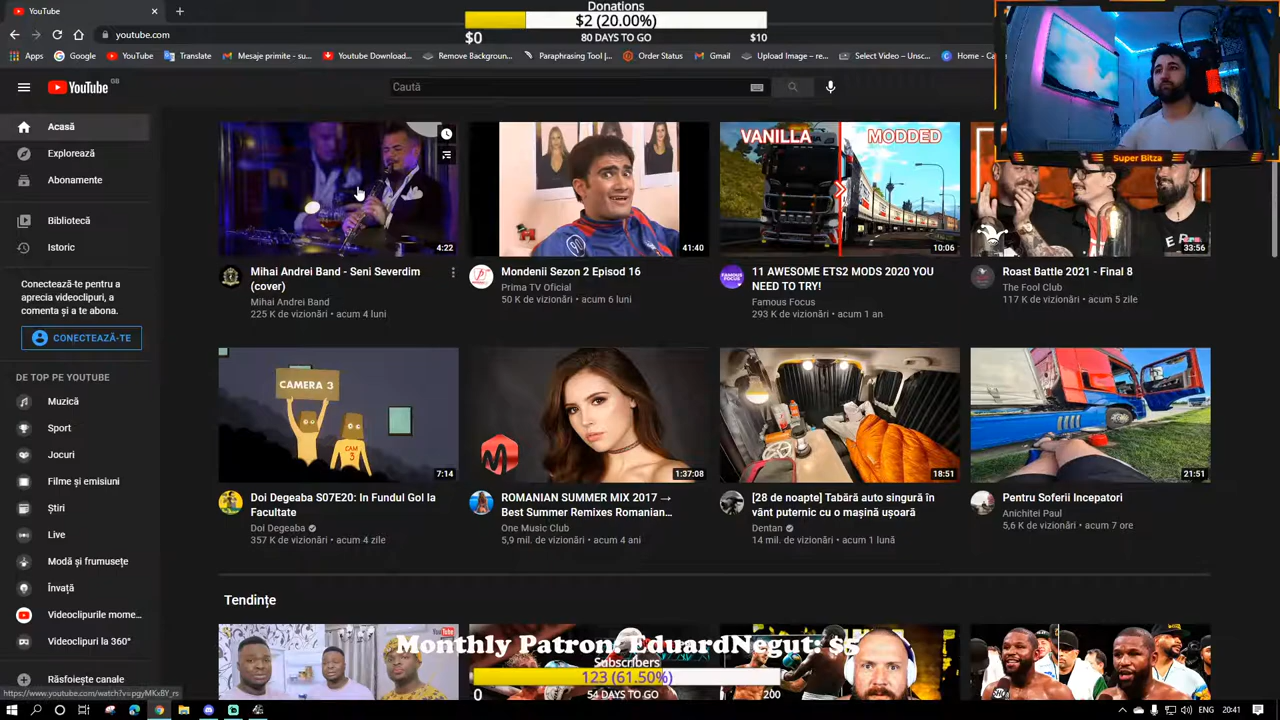 YouTube
Donations
$2 (20.00%)
$0
80 DAYS TO GO
$10
youtube.com
Apps
Google
YouTube
Translate
Mesaje primite - su...
Youtube Download...
Remove Backgroun...
Paraphrasing Tool |...
Order Status
Gmail
Upload Image – re...
Select Video – Unsc...
Home - Ca
YouTube
GB
Caută
Super Bitza
Acasă
Explorează
Abonamente
Bibliotecă
Istoric
Conectează-te pentru a
aprecia videoclipuri, a
comenta și a te abona.
CONECTEAZĂ-TE
DE TOP PE YOUTUBE
Muzică
Sport
Jocuri
Filme și emisiuni
Știri
Live
Modă și frumusețe
Învață
Videoclipurile mome...
Videoclipuri la 360°
Răsfoiește canale
4:22
Mihai Andrei Band - Seni Severdim
(cover)
Mihai Andrei Band
225 K de vizionări • acum 4 luni
41:40
Mondenii Sezon 2 Episod 16
Prima TV Oficial
50 K de vizionări • acum 6 luni
VANILLA
MODDED
10:06
11 AWESOME ETS2 MODS 2020 YOU
NEED TO TRY!
Famous Focus
293 K de vizionări • acum 1 an
33:56
Roast Battle 2021 - Final 8
The Fool Club
117 K de vizionări • acum 5 zile
CAMERA 3
CAM
3
7:14
Doi Degeaba S07E20: In Fundul Gol la
Facultate
Doi Degeaba
357 K de vizionări • acum 4 zile
1:37:08
ROMANIAN SUMMER MIX 2017 →
Best Summer Remixes Romanian...
One Music Club
5,9 mil. de vizionări • acum 4 ani
18:51
[28 de noapte] Tabără auto singură în
vânt puternic cu o mașină ușoară
Dentan
14 mil. de vizionări • acum 1 lună
21:51
Pentru Soferii Incepatori
Anichitei Paul
5,6 K de vizionări • acum 7 ore
Tendințe
Monthly Patron: EduardNegut: $5
Subscribers
123 (61.50%)
0
54 DAYS TO GO
200
https://www.youtube.com/watch?v=pgyMKxBY_rs
ENG
20:41